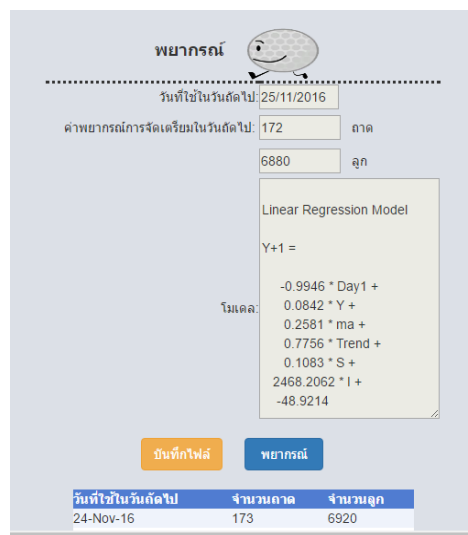 พยากรณ์
วันที่ใช้ในวันถัดไป: 25/11/2016
ค่าพยากรณ์การจัดเตรียมในวันถัดไป: 172 ถาด
6880 ลูก
Linear Regression Model
Y+1 =
-0.9946 * Day1 +
0.0842 * Y +
0.2581 * ma +
0.7756 * Trend +
โมเดล:
0.1083 * S +
2468.2062 * I +
-48.9214
บันทึกไฟล์ พยากรณ์
วันที่ใช้ในวันถัดไป จำนวนถาด จำนวนลูก
24-Nov-16 173 6920